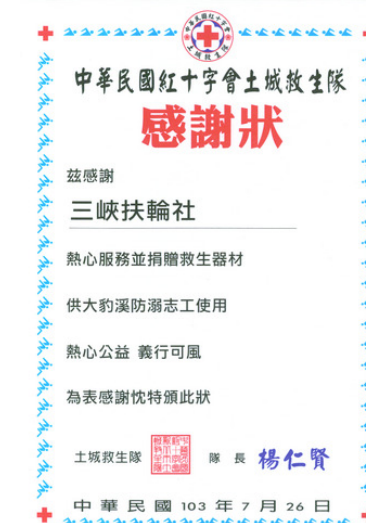 中華民國紅十字會土城救生隊
感謝狀
茲感謝
三峽扶輪社
熱心服務並捐贈救生器材
供大豹溪防溺志工使用
熱心公益 義行可風
為表感謝忱特頒此狀
土城救生隊 隊長 楊仁賢
中華民國 103 年 7 月 26 日